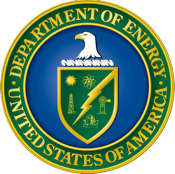 DEPARTMENT OF ENERGY
UNITED STATES OF AMERICA